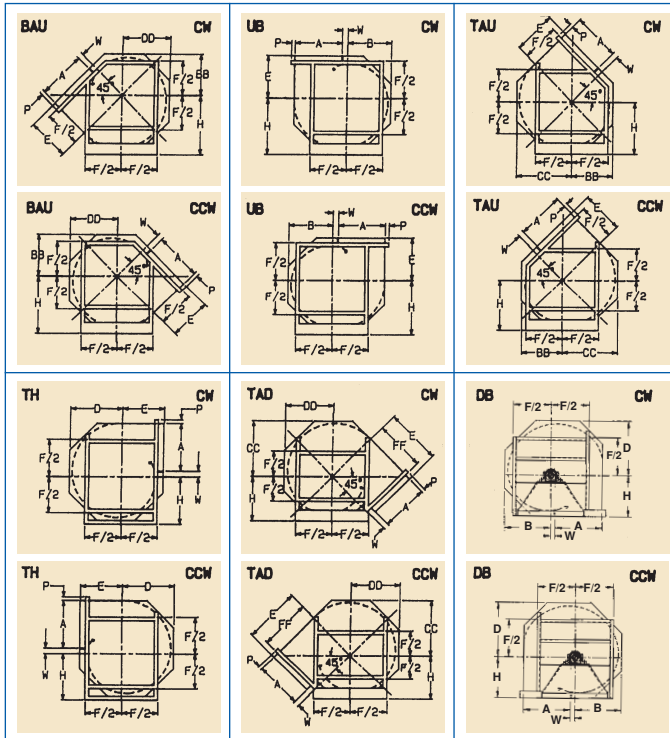 BAU CW
DD
W
A
P
F/2
E
45°
F/2
BB
F/2
H
F/2 F/2
UB CW
P A W B
E
F/2
F/2
H
F/2 F/2
TAU CW
E
P
F/2
A
W
F/2
45°
F/2
H
F/2 F/2
CC BB
BAU CCW
DD
W
A
BB
F/2
45°
P
F/2
F/2
E
H
F/2 F/2
UB CCW
B W A P
F/2
E
F/2
H
F/2 F/2
TAU CCW
P
E
A
F/2
W
45°
F/2
F/2
H
F/2 F/2
BB CC
TH CW
D E P
A
F/2
F/2
H
W
F/2 F/2
TAD CW
DD
CC
E
FF
F/2
45°
F/2
P
H
A
F/2 F/2
W
DB CW
F/2 F/2
D
F/2
H
B A
W
TH CCW
P E D
A
F/2
F/2
W
H
F/2 F/2
TAD CCW
DD
E
FF
CC
F/2
45°
F/2
P
A
H
W
F/2 F/2
DB CCW
F/2 F/2
D
F/2
H
A B
W